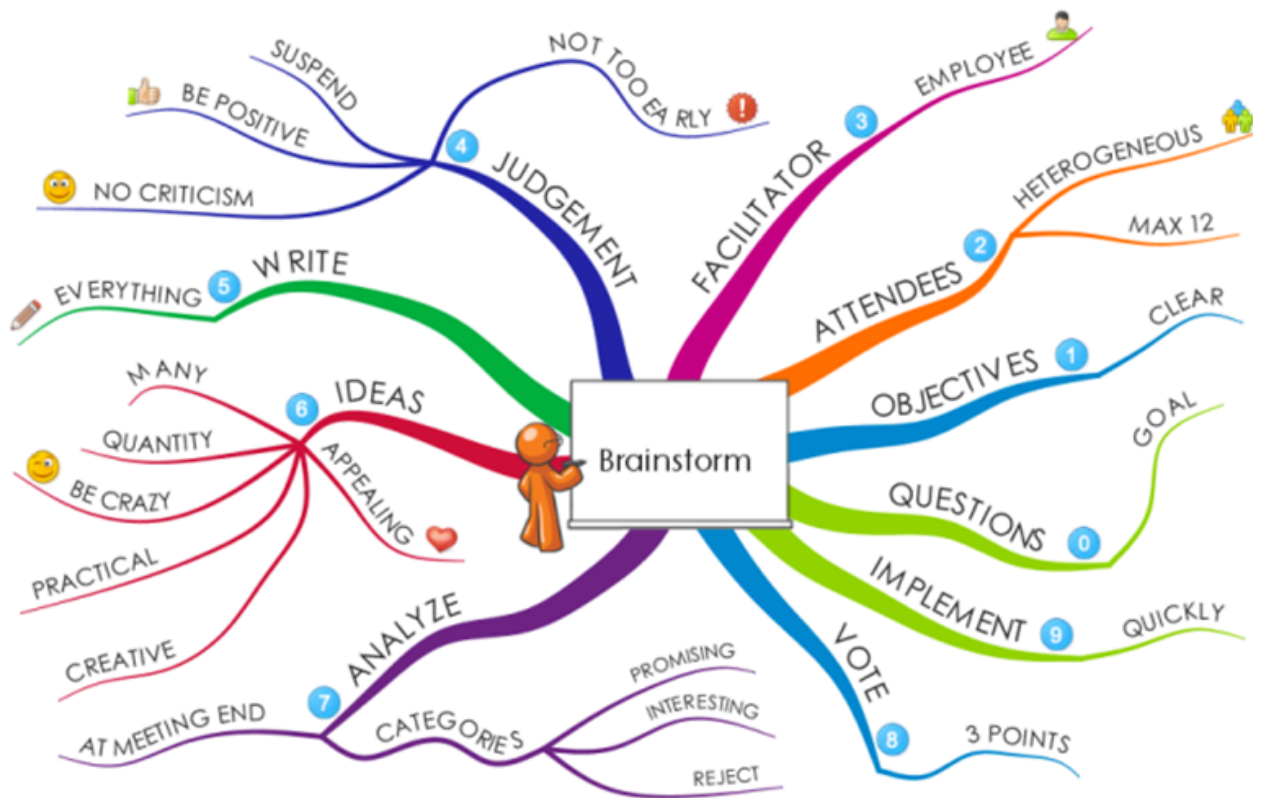 Brainstorm
QUESTIONS
0
GOAL
OBJECTIVES
1
CLEAR
ATTENDEES
2
HETEROGENEOUS
MAX 12
FACILITATOR
3
EMPLOYEE
JUDGEMENT
4
NOT TOO EARLY
SUSPEND
BE POSITIVE
NO CRITICISM
WRITE
5
EVERYTHING
IDEAS
6
MANY
QUANTITY
BE CRAZY
PRACTICAL
CREATIVE
APPEALING
ANALYZE
7
AT MEETING END
CATEGORIES
PROMISING
INTERESTING
REJECT
VOTE
8
3 POINTS
IMPLEMENT
9
QUICKLY